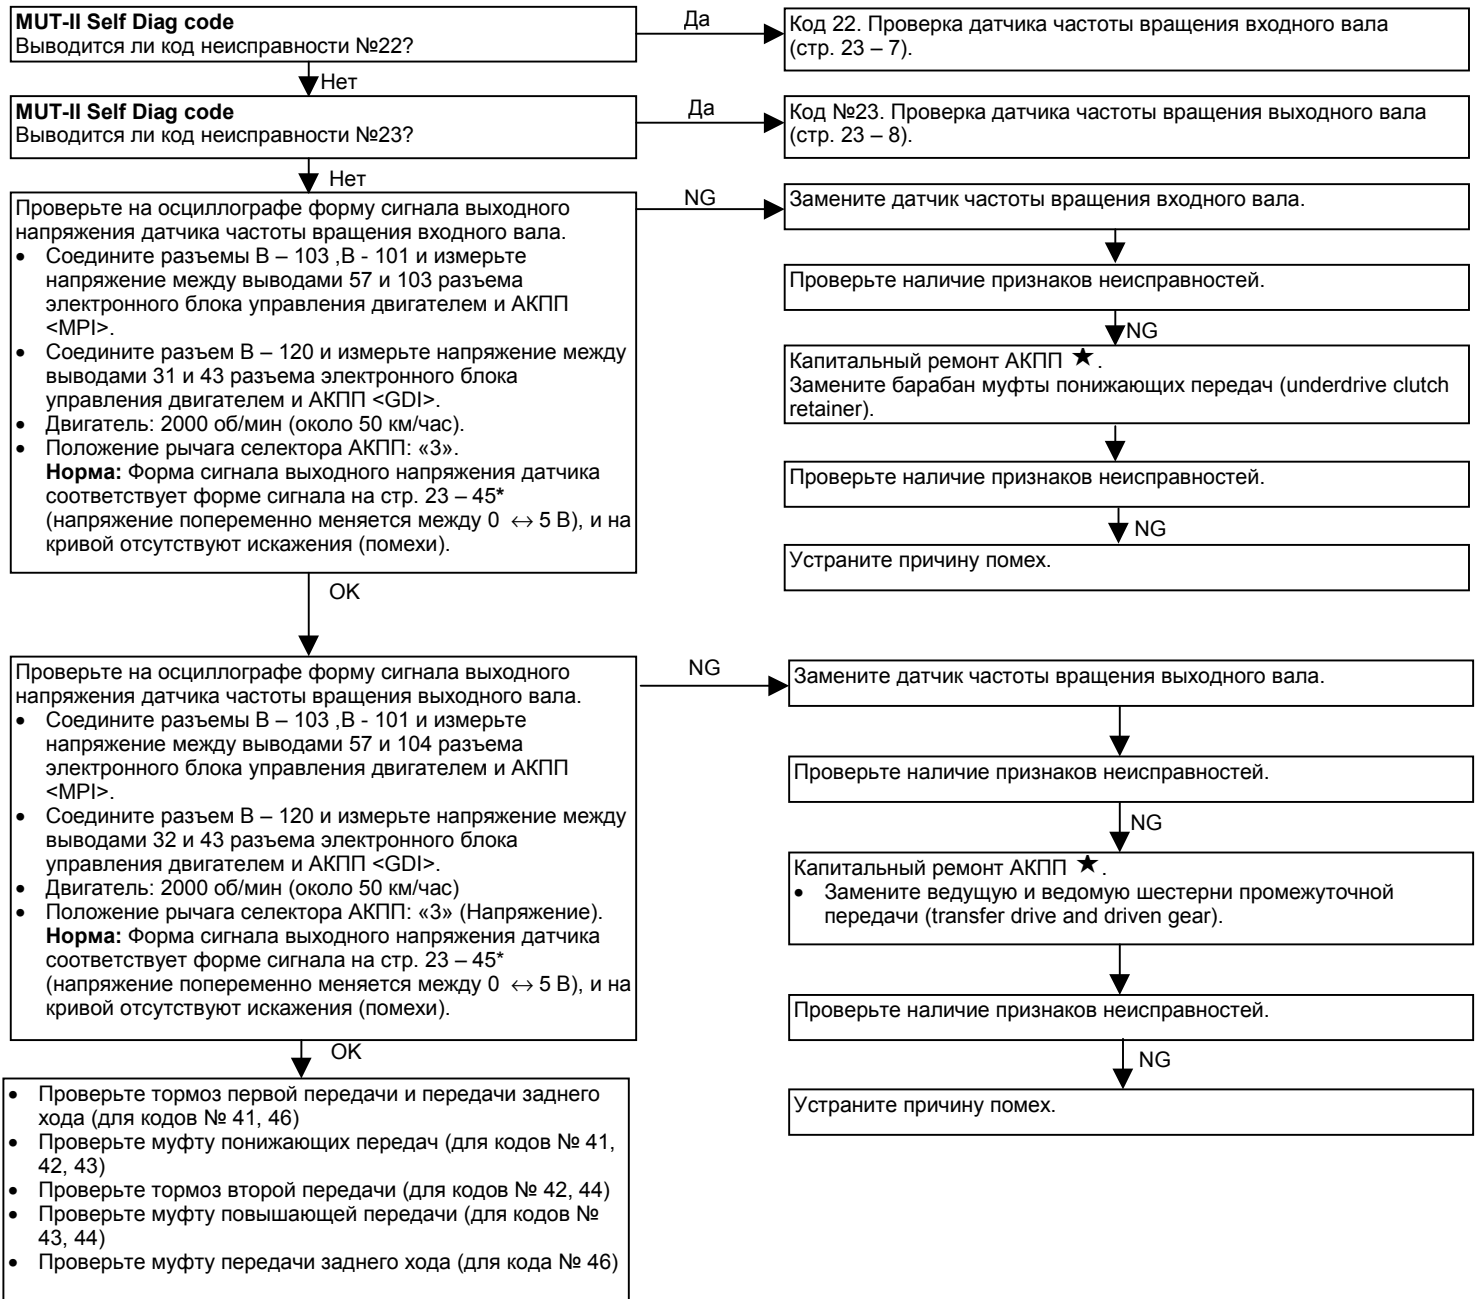 MUT-II Self Diag code
Выводится ли код неисправности №22?
Да
Код 22. Проверка датчика частоты вращения входного вала
(стр. 23 – 7).
Нет
MUT-II Self Diag code
Выводится ли код неисправности №23?
Да
Код №23. Проверка датчика частоты вращения выходного вала
(стр. 23 – 8).
Нет
Проверьте на осциллографе форму сигнала выходного
напряжения датчика частоты вращения входного вала.
• Соедините разъемы В – 103 ,В - 101 и измерьте
напряжение между выводами 57 и 103 разъема
электронного блока управления двигателем и АКПП
<MPI>.
• Соедините разъем В – 120 и измерьте напряжение между
выводами 31 и 43 разъема электронного блока
управления двигателем и АКПП <GDI>.
• Двигатель: 2000 об/мин (около 50 км/час).
• Положение рычага селектора АКПП: «3».
Норма: Форма сигнала выходного напряжения датчика
соответствует форме сигнала на стр. 23 – 45*
(напряжение попеременно меняется между 0 ↔ 5 В), и на
кривой отсутствуют искажения (помехи).
NG
Замените датчик частоты вращения входного вала.
Проверьте наличие признаков неисправностей.
NG
Капитальный ремонт АКПП ★.
Замените барабан муфты понижающих передач (underdrive clutch
retainer).
Проверьте наличие признаков неисправностей.
NG
Устраните причину помех.
OK
Проверьте на осциллографе форму сигнала выходного
напряжения датчика частоты вращения выходного вала.
• Соедините разъемы В – 103 ,В - 101 и измерьте
напряжение между выводами 57 и 104 разъема
электронного блока управления двигателем и АКПП
<MPI>.
• Соедините разъем В – 120 и измерьте напряжение между
выводами 32 и 43 разъема электронного блока
управления двигателем и АКПП <GDI>.
• Двигатель: 2000 об/мин (около 50 км/час)
• Положение рычага селектора АКПП: «3» (Напряжение).
Норма: Форма сигнала выходного напряжения датчика
соответствует форме сигнала на стр. 23 – 45*
(напряжение попеременно меняется между 0 ↔ 5 В), и на
кривой отсутствуют искажения (помехи).
NG
Замените датчик частоты вращения выходного вала.
Проверьте наличие признаков неисправностей.
NG
Капитальный ремонт АКПП ★.
• Замените ведущую и ведомую шестерни промежуточной
передачи (transfer drive and driven gear).
Проверьте наличие признаков неисправностей.
NG
Устраните причину помех.
OK
• Проверьте тормоз первой передачи и передачи заднего
хода (для кодов № 41, 46)
• Проверьте муфту понижающих передач (для кодов № 41,
42, 43)
• Проверьте тормоз второй передачи (для кодов № 42, 44)
• Проверьте муфту повышающей передачи (для кодов №
43, 44)
• Проверьте муфту передачи заднего хода (для кода № 46)